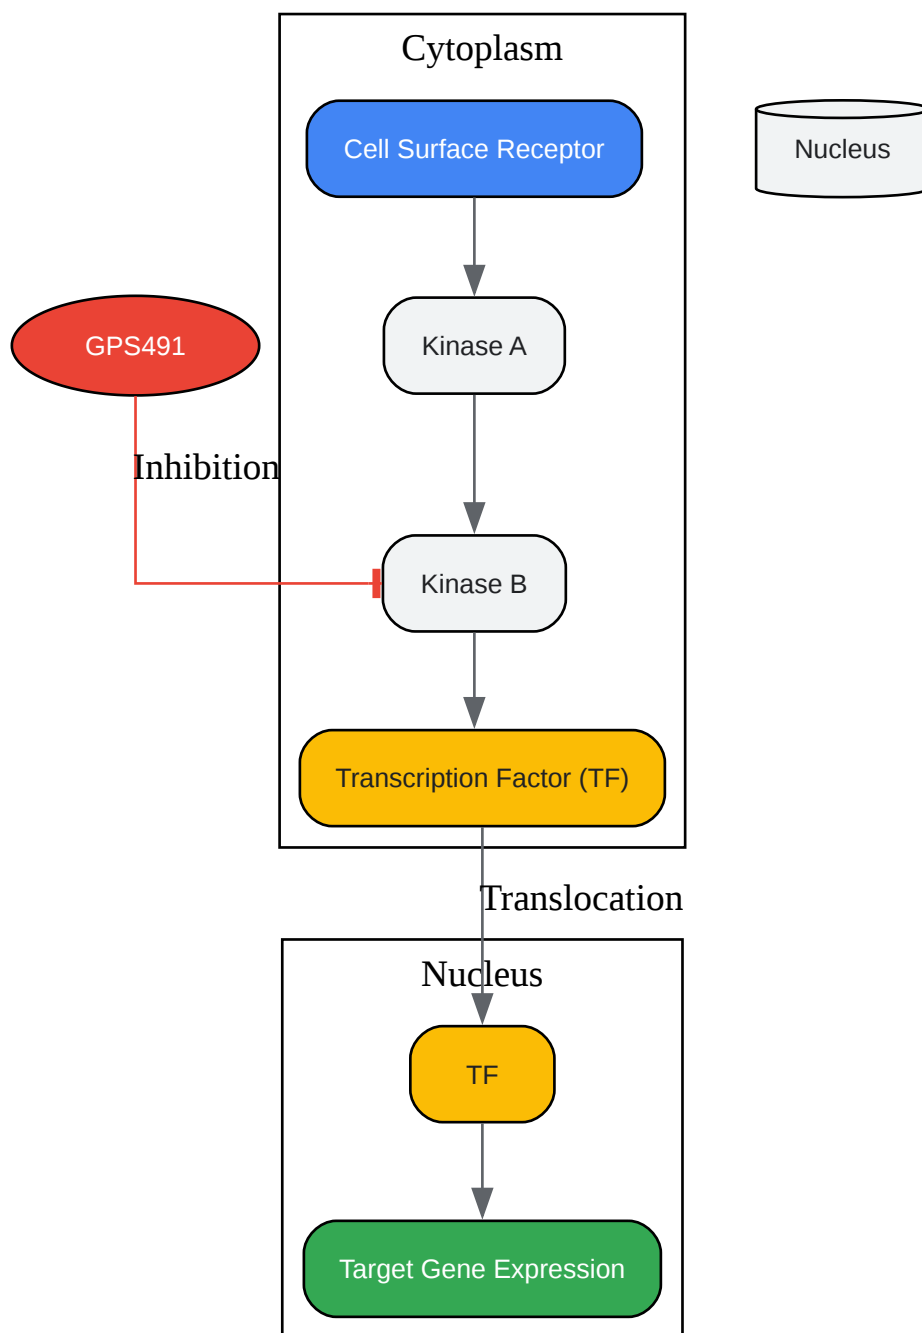 Cytoplasm
Cell Surface Receptor
Nucleus
Kinase A
GPS491
Inhibition
Kinase B
Transcription Factor (TF)
Translocation
Nucleus
TF
Target Gene Expression